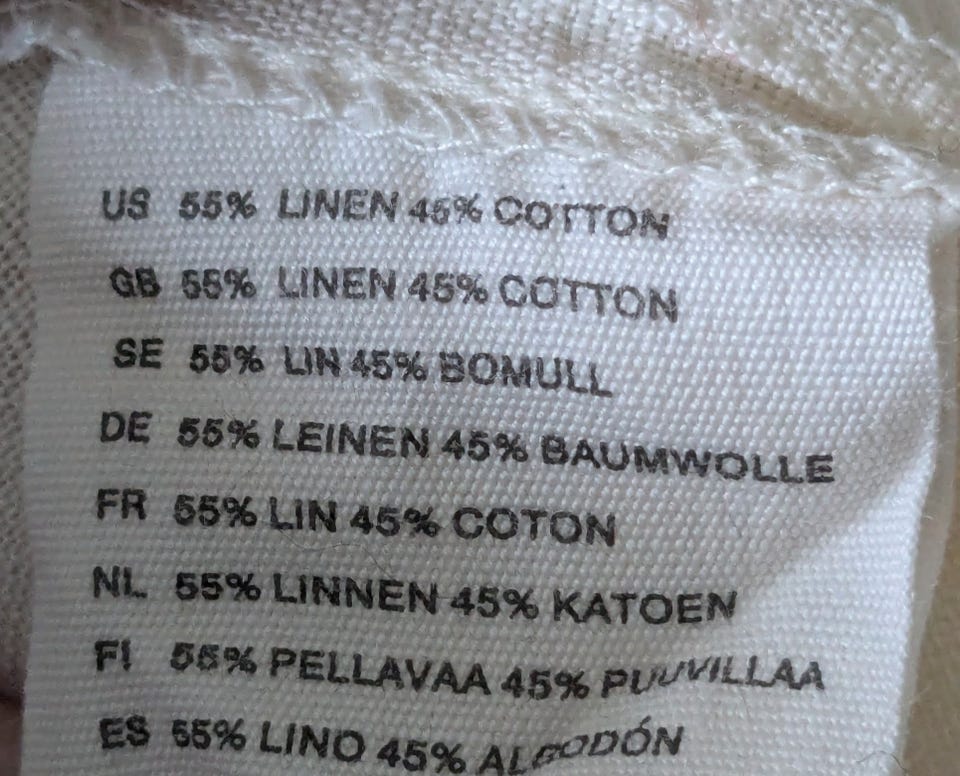 US 55% LINEN 45% COTTON
GB 55% LINEN 45% COTTON
SE 55% LIN 45% BOMULL
DE 55% LEINEN 45% BAUMWOLLE
FR 55% LIN 45% COTON
NL 55% LINNEN 45% KATOEN
FI 55% PELLAVAA 45% PUUVILLAA
ES 55% LINO 45% ALGODÓN